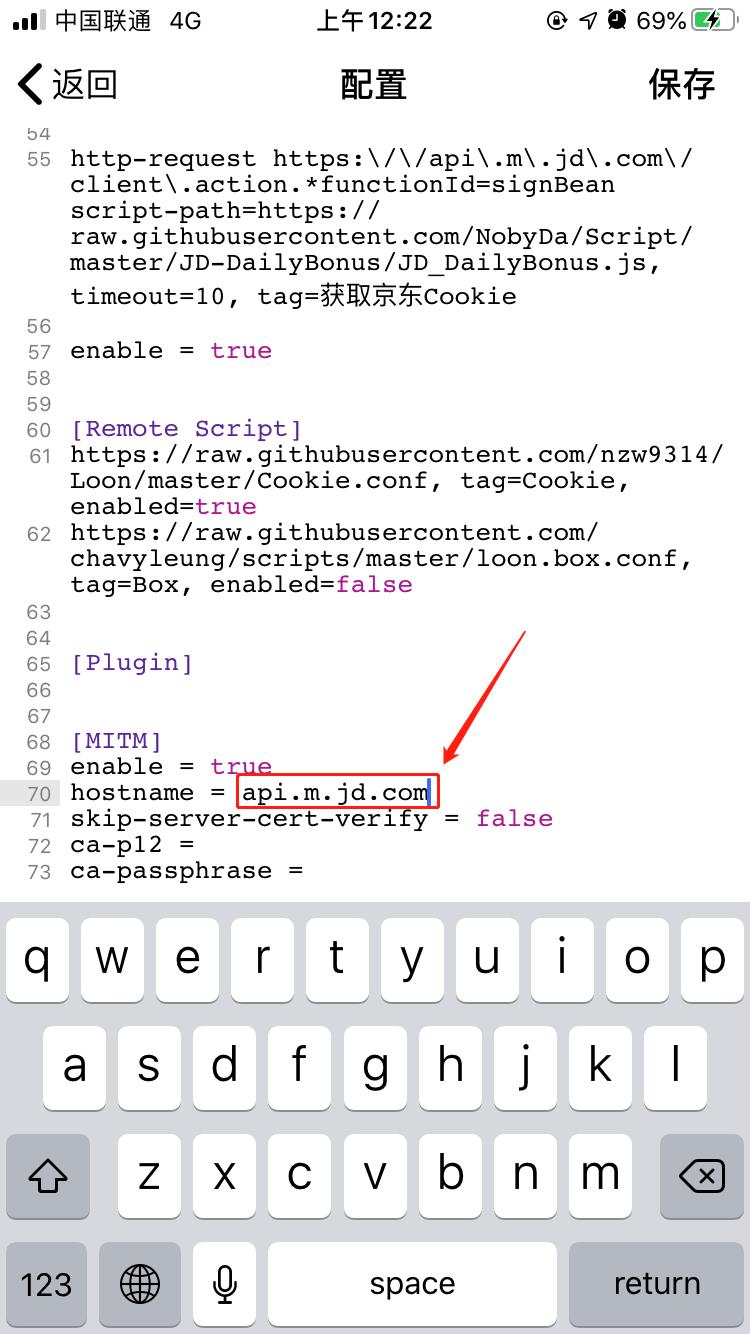 中国联通 4G 上午12:22 69%
返回 配置 保存
54
55 http-request https:\/\/api\.m\.jd\.com\/
client\.action.*functionId=signBean
script-path=https://
raw.githubusercontent.com/NobyDa/Script/
master/JD-DailyBonus/JD_DailyBonus.js,
timeout=10, tag=获取京东Cookie
56
57 enable = true
58
59
60 [Remote Script]
61 https://raw.githubusercontent.com/nzw9314/
Loon/master/Cookie.conf, tag=Cookie,
enabled=true
62 https://raw.githubusercontent.com/
chavyleung/scripts/master/loon.box.conf,
tag=Box, enabled=false
63
64
65 [Plugin]
66
67
68 [MITM]
69 enable = true
70 hostname = api.m.jd.com
71 skip-server-cert-verify = false
72 ca-p12 =
73 ca-passphrase =
q w e r t y u i o p
a s d f g h j k l
z x c v b n m
123 space return